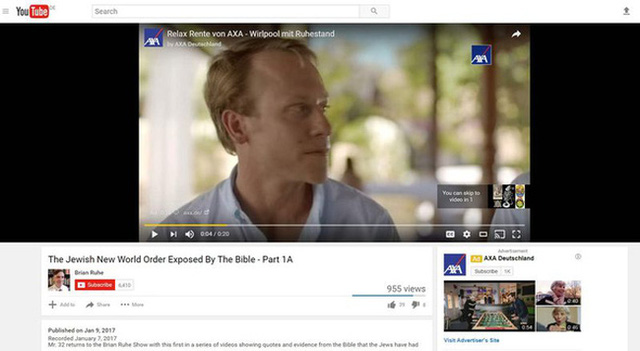 YouTube DE
Search
Relax Rente von AXA - Wirlpool mit Ruhestand
by AXA Deutschland
AXA
AXA
You can skip to
video in 1
0:04 / 0:20
The Jewish New World Order Exposed By The Bible - Part 1A
Brian Ruhe
Subscribe 6,410
955 views
Add to Share More
Published on Jan 9, 2017
Recorded January 7, 2017
Mr. 32 returns to the Brian Ruhe Show with this first in a series of videos showing quotes and evidence from the Bible that the Jews have had
Advertisement
AXA
Ad AXA Deutschland
Subscribe 1K
0:54
0:40
Visit Advertiser's Site